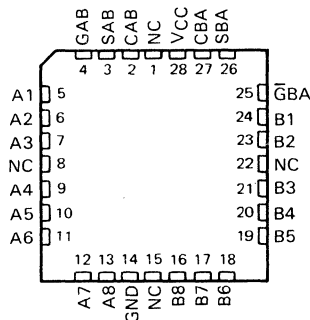 GAB SAB CAB NC VCC CBA SBA
4 3 2 1 28 27 26
A1 5 25 G̅BA
A2 6 24 B1
A3 7 23 B2
NC 8 22 NC
A4 9 21 B3
A5 10 20 B4
A6 11 19 B5
12 13 14 15 16 17 18
A7 A8 GND NC B8 B7 B6